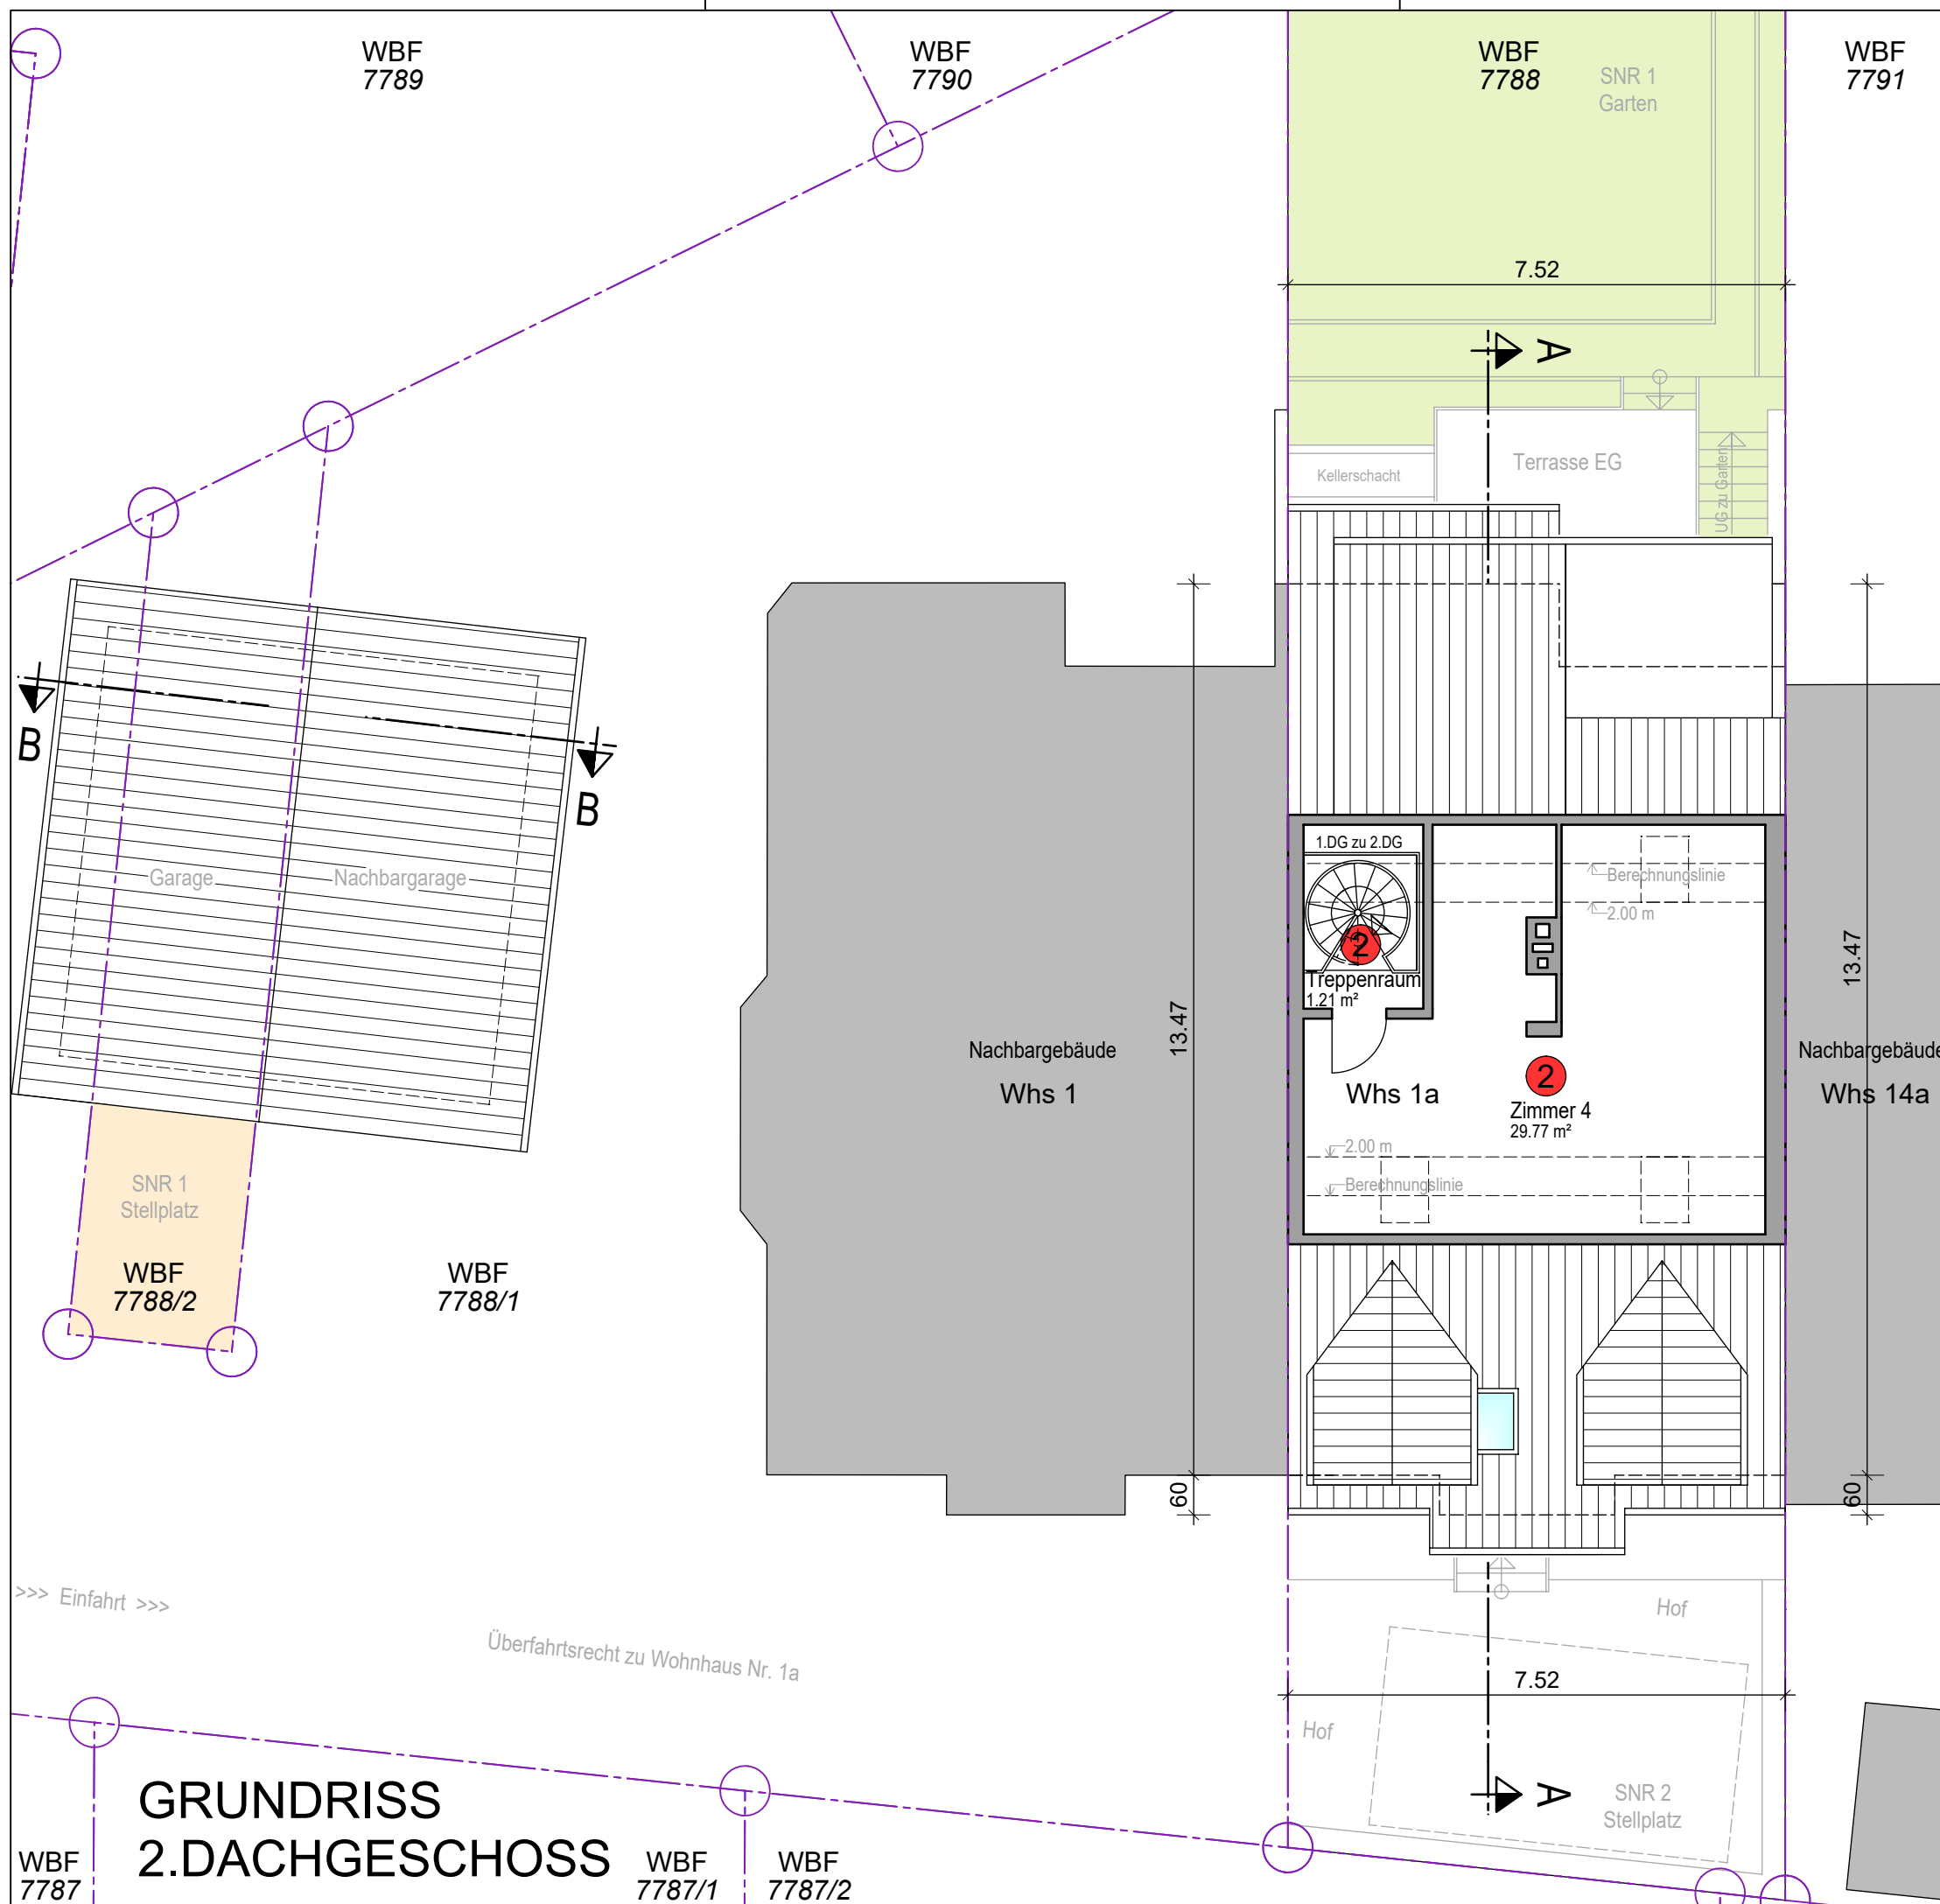 WBF
7789
WBF
7790
WBF
7788
SNR 1
Garten
WBF
7791
7.52
A
Kellerschacht
Terrasse EG
UG zu Garten
B
B
Garage
Nachbargarage
1.DG zu 2.DG
Berechnungslinie
2.00 m
2
Treppenraum
1.21 m²
13.47
13.47
Nachbargebäude
Whs 1
Whs 1a
2
Zimmer 4
29.77 m²
Nachbargebäude
Whs 14a
2.00 m
Berechnungslinie
SNR 1
Stellplatz
WBF
7788/2
WBF
7788/1
60
60
>>> Einfahrt >>>
Überfahrtsrecht zu Wohnhaus Nr. 1a
Hof
7.52
Hof
A
SNR 2
Stellplatz
GRUNDRISS
2.DACHGESCHOSS
WBF
7787
WBF
7787/1
WBF
7787/2